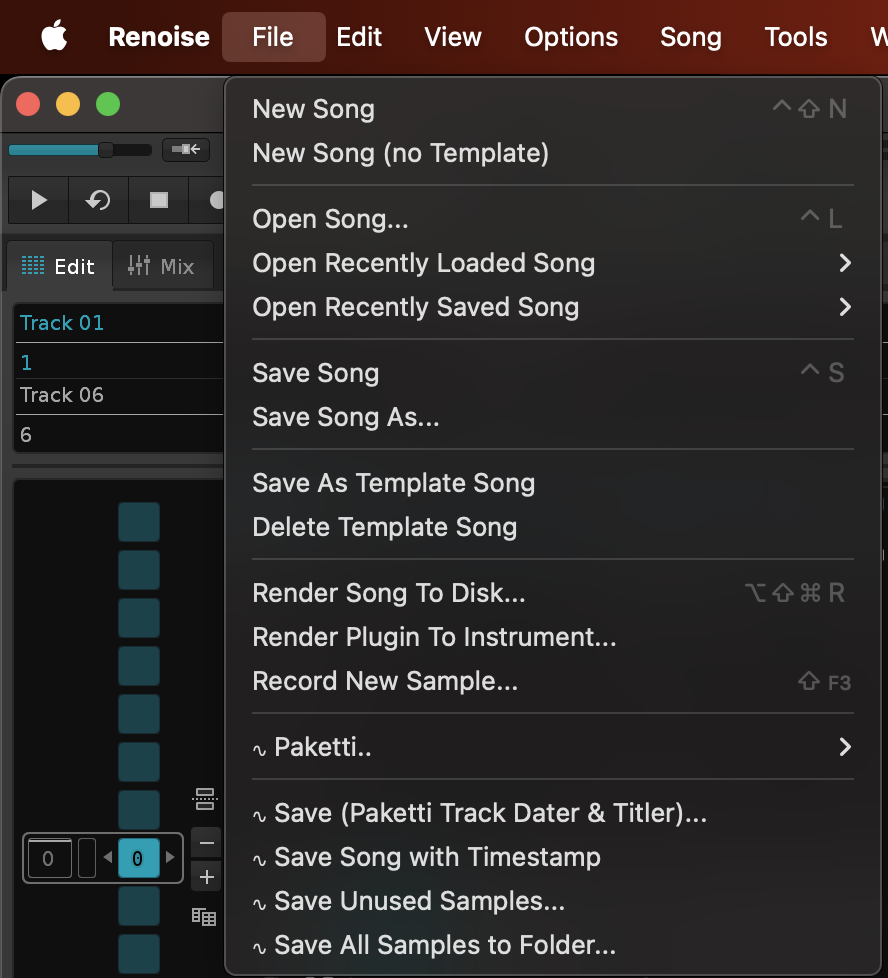 Renoise File Edit View Options Song Tools
New Song ^⇧N
New Song (no Template)
Open Song... ^L
Open Recently Loaded Song
Open Recently Saved Song
Save Song ^S
Save Song As...
Save As Template Song
Delete Template Song
Render Song To Disk... ⌥⇧⌘R
Render Plugin To Instrument...
Record New Sample... ⇧F3
∿ Paketti..
∿ Save (Paketti Track Dater & Titler)...
∿ Save Song with Timestamp
∿ Save Unused Samples...
∿ Save All Samples to Folder...
Edit Mix
Track 01
1
Track 06
6
0 0